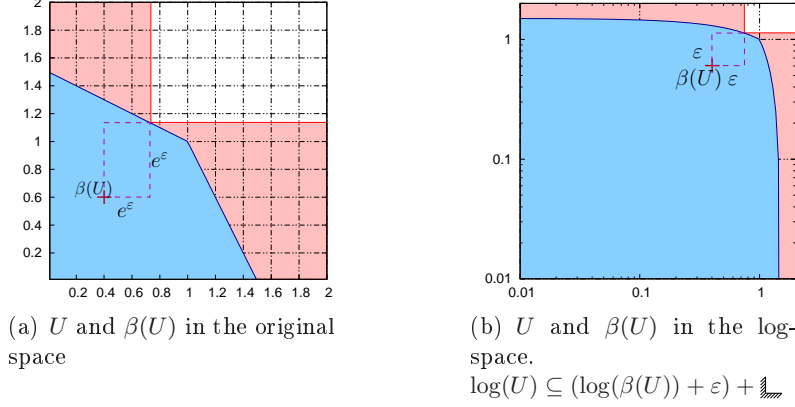 2
1.8
1.6
1.4
1.2
1
0.8
0.6
0.4
0.2
β(U)
e^ε
e^ε
0.2 0.4 0.6 0.8 1 1.2 1.4 1.6 1.8 2
(a) U and β(U) in the original
space
1
0.1
0.01
ε
β(U) ε
0.01 0.1 1
(b) U and β(U) in the log-
space.
log(U) ⊆ (log(β(U)) + ε) +